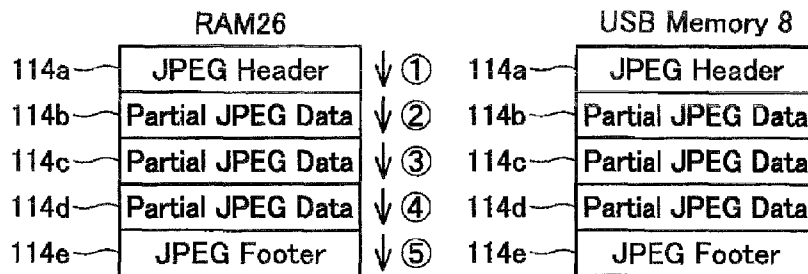 RAM26 USB Memory 8
114a JPEG Header ① 114a JPEG Header
114b Partial JPEG Data ② 114b Partial JPEG Data
114c Partial JPEG Data ③ 114c Partial JPEG Data
114d Partial JPEG Data ④ 114d Partial JPEG Data
114e JPEG Footer ⑤ 114e JPEG Footer